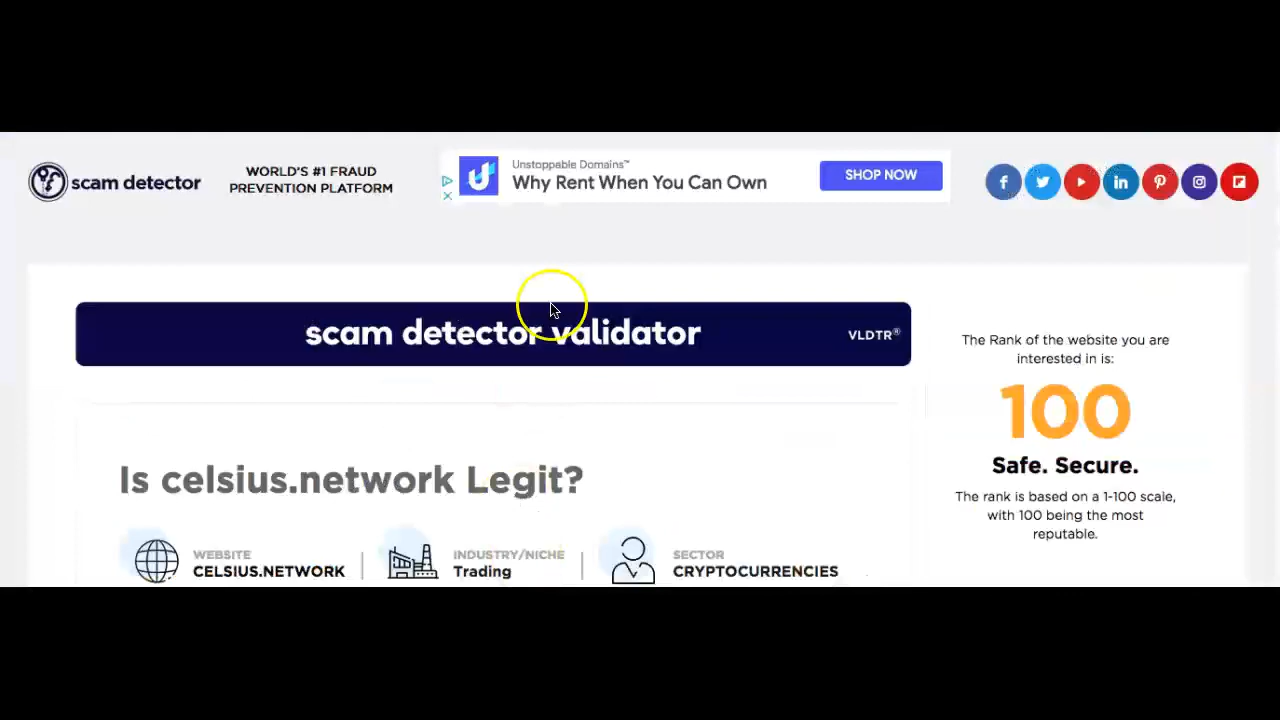 scam detector
WORLD'S #1 FRAUD
PREVENTION PLATFORM
Unstoppable Domains™
Why Rent When You Can Own
SHOP NOW
scam detector validator
VLDTR®
The Rank of the website you are
interested in is:
100
Safe. Secure.
The rank is based on a 1-100 scale,
with 100 being the most
reputable.
Is celsius.network Legit?
WEBSITE
CELSIUS.NETWORK
INDUSTRY/NICHE
Trading
SECTOR
CRYPTOCURRENCIES